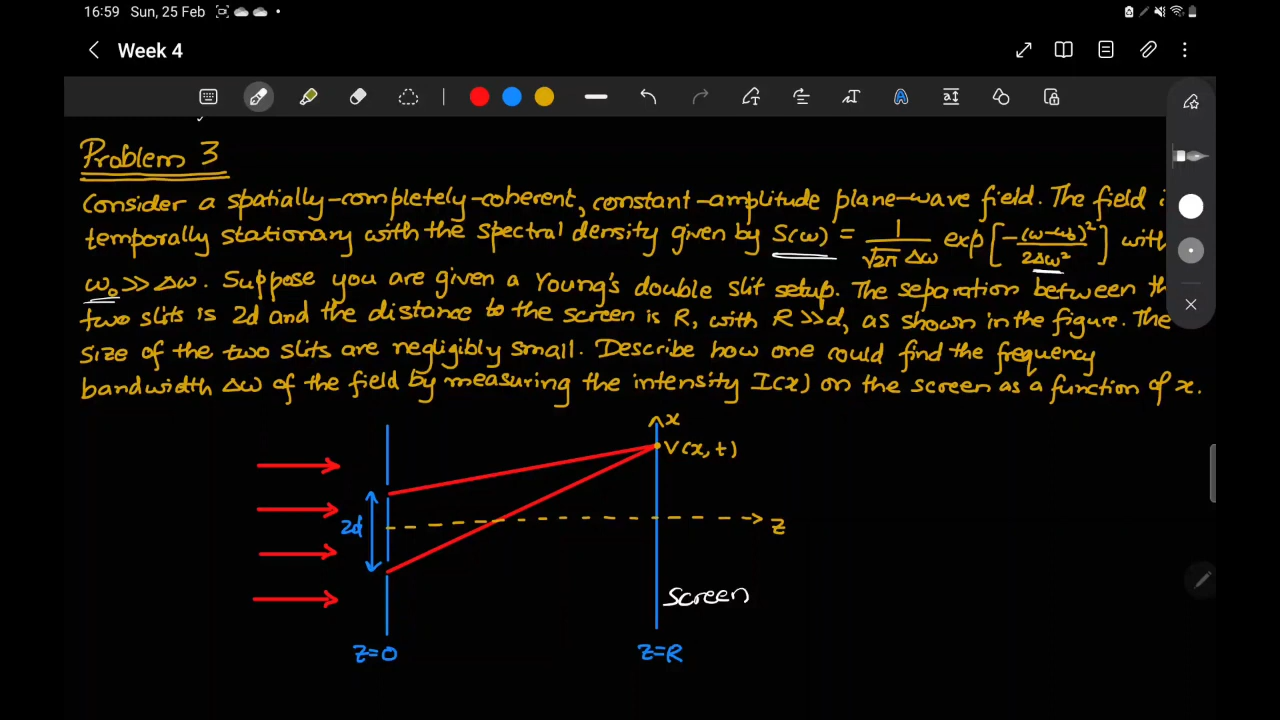 16:59 Sun, 25 Feb
Week 4
Problem 3
Consider a spatially-completely-coherent, constant-amplitude plane-wave field. The field i
temporally stationary with the spectral density given by S(ω) = 1/(√2π Δω) exp[-(ω-ω₀)²/(2Δω²)] with
ω₀ >> Δω. Suppose you are given a Young's double slit setup. The separation between th
two slits is 2d and the distance to the screen is R, with R >> d, as shown in the figure. The
size of the two slits are negligibly small. Describe how one could find the frequency
bandwidth Δω of the field by measuring the intensity I(x) on the screen as a function of x.
x
V(x, t)
2d
z
Screen
z=0
z=R